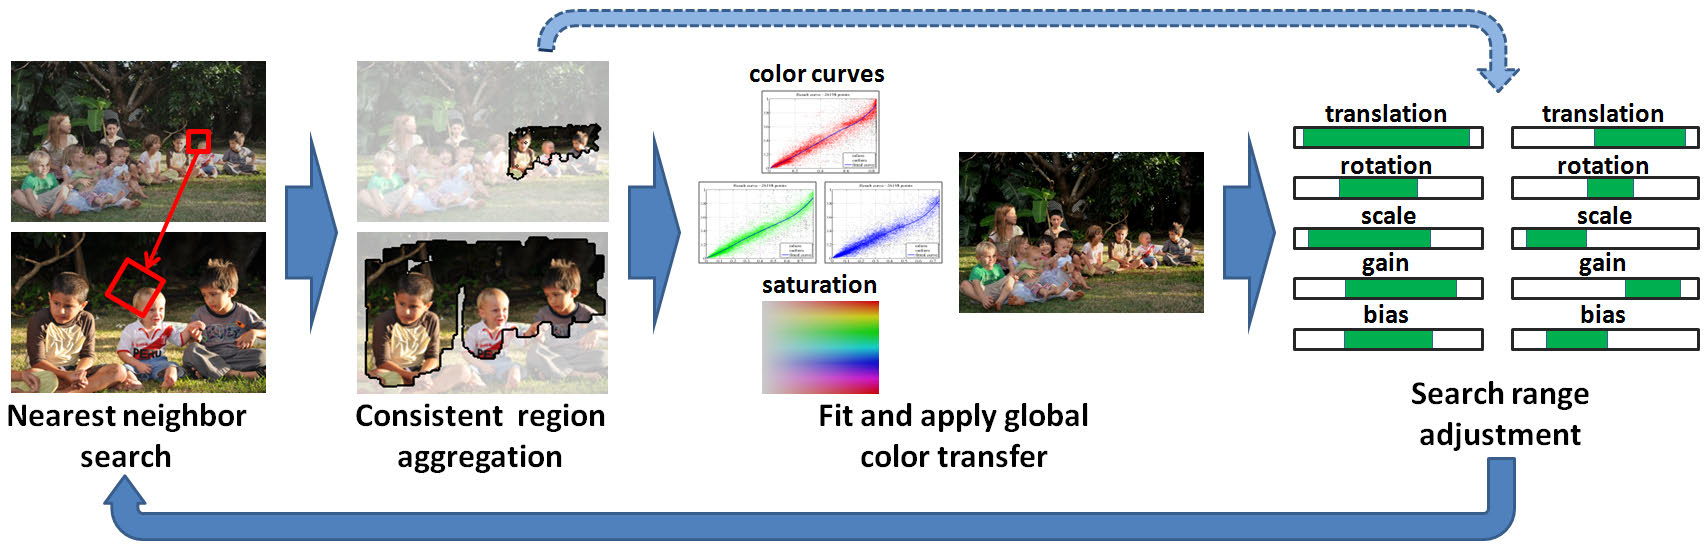 color curves
saturation
translation
rotation
scale
gain
bias
translation
rotation
scale
gain
bias
Nearest neighbor
search
Consistent region
aggregation
Fit and apply global
color transfer
Search range
adjustment
PERU